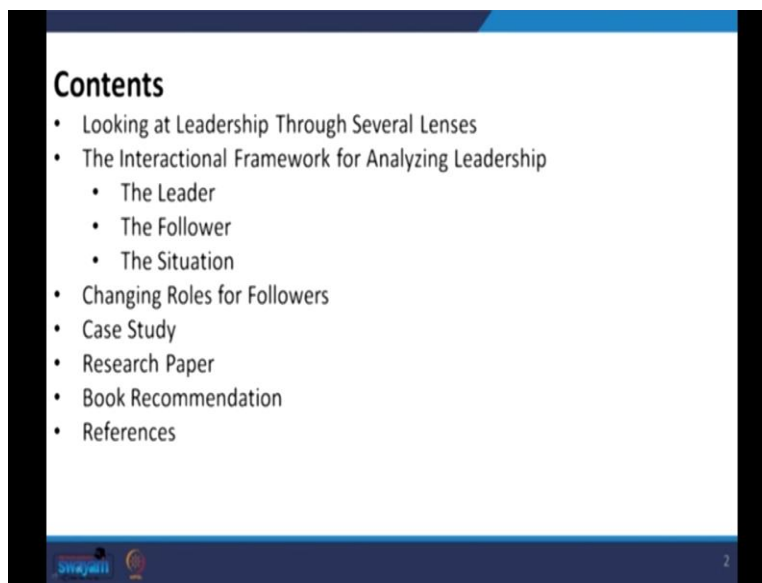 Contents
• Looking at Leadership Through Several Lenses
• The Interactional Framework for Analyzing Leadership
• The Leader
• The Follower
• The Situation
• Changing Roles for Followers
• Case Study
• Research Paper
• Book Recommendation
• References
swayam
2